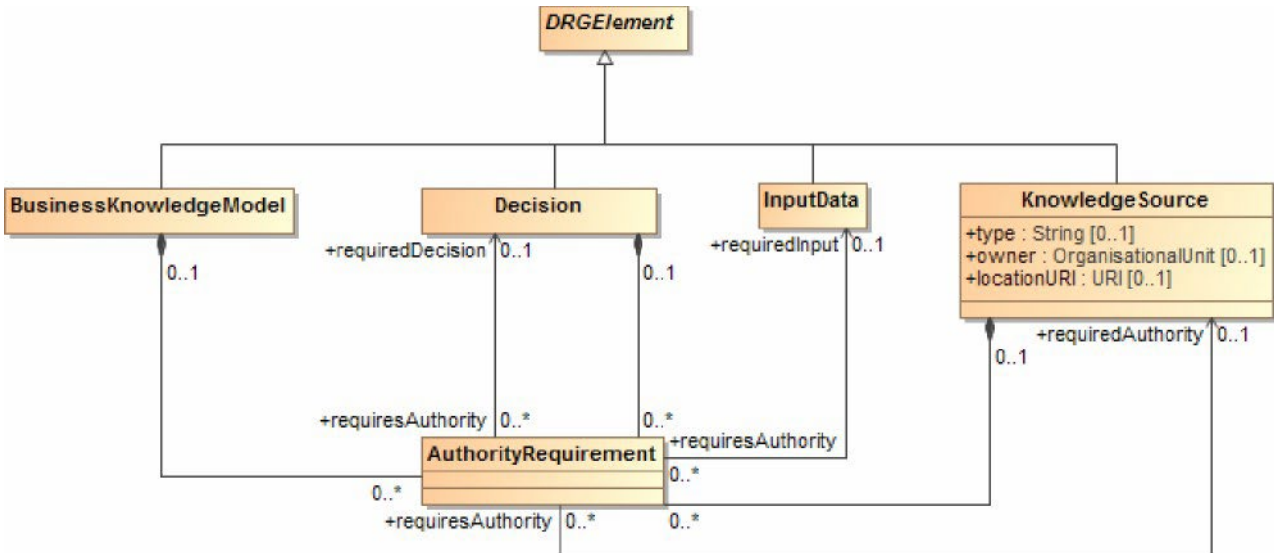 DRGElement
BusinessKnowledgeModel
Decision
InputData
KnowledgeSource
+type : String [0..1]
+owner : OrganisationalUnit [0..1]
+locationURI : URI [0..1]
+requiredDecision
0..1
0..1
0..1
+requiredInput
0..1
+requiredAuthority
0..1
0..1
+requiresAuthority
0..*
0..*
+requiresAuthority
AuthorityRequirement
0..*
0..*
+requiresAuthority
0..*
0..*